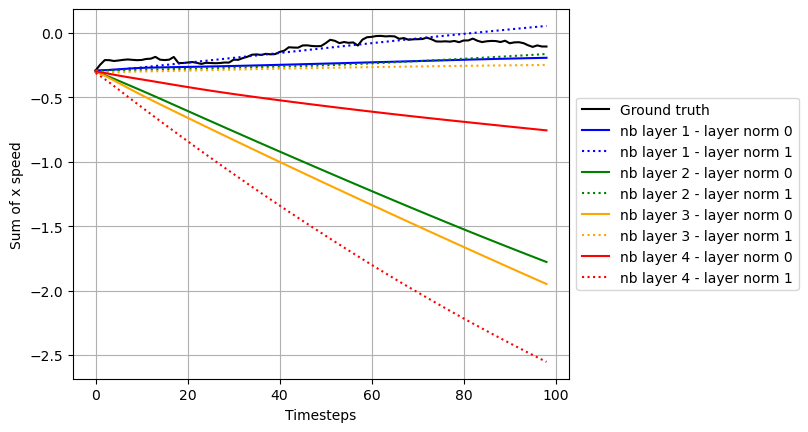 0.0
−0.5
−1.0
−1.5
−2.0
−2.5
Sum of x speed
0 20 40 60 80 100
Timesteps
Ground truth
nb layer 1 - layer norm 0
nb layer 1 - layer norm 1
nb layer 2 - layer norm 0
nb layer 2 - layer norm 1
nb layer 3 - layer norm 0
nb layer 3 - layer norm 1
nb layer 4 - layer norm 0
nb layer 4 - layer norm 1